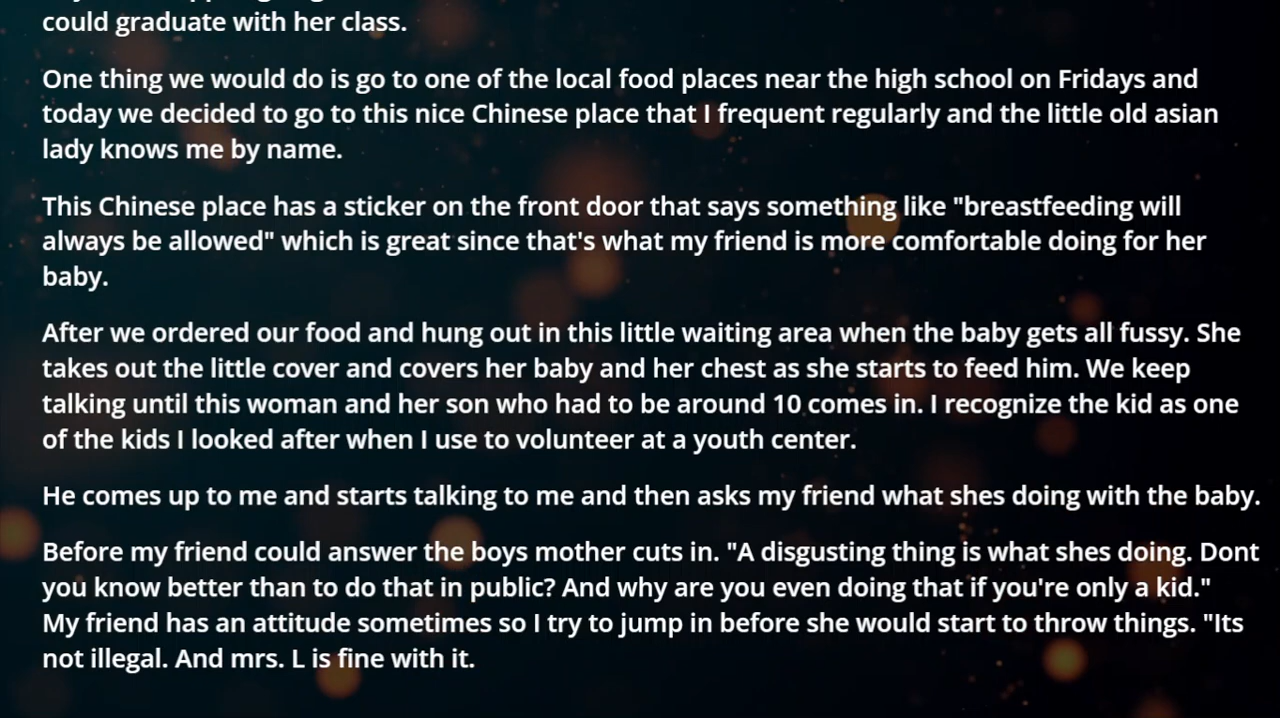 could graduate with her class.
One thing we would do is go to one of the local food places near the high school on Fridays and
today we decided to go to this nice Chinese place that I frequent regularly and the little old asian
lady knows me by name.
This Chinese place has a sticker on the front door that says something like "breastfeeding will
always be allowed" which is great since that's what my friend is more comfortable doing for her
baby.
After we ordered our food and hung out in this little waiting area when the baby gets all fussy. She
takes out the little cover and covers her baby and her chest as she starts to feed him. We keep
talking until this woman and her son who had to be around 10 comes in. I recognize the kid as one
of the kids I looked after when I use to volunteer at a youth center.
He comes up to me and starts talking to me and then asks my friend what shes doing with the baby.
Before my friend could answer the boys mother cuts in. "A disgusting thing is what shes doing. Dont
you know better than to do that in public? And why are you even doing that if you're only a kid."
My friend has an attitude sometimes so I try to jump in before she would start to throw things. "Its
not illegal. And mrs. L is fine with it.